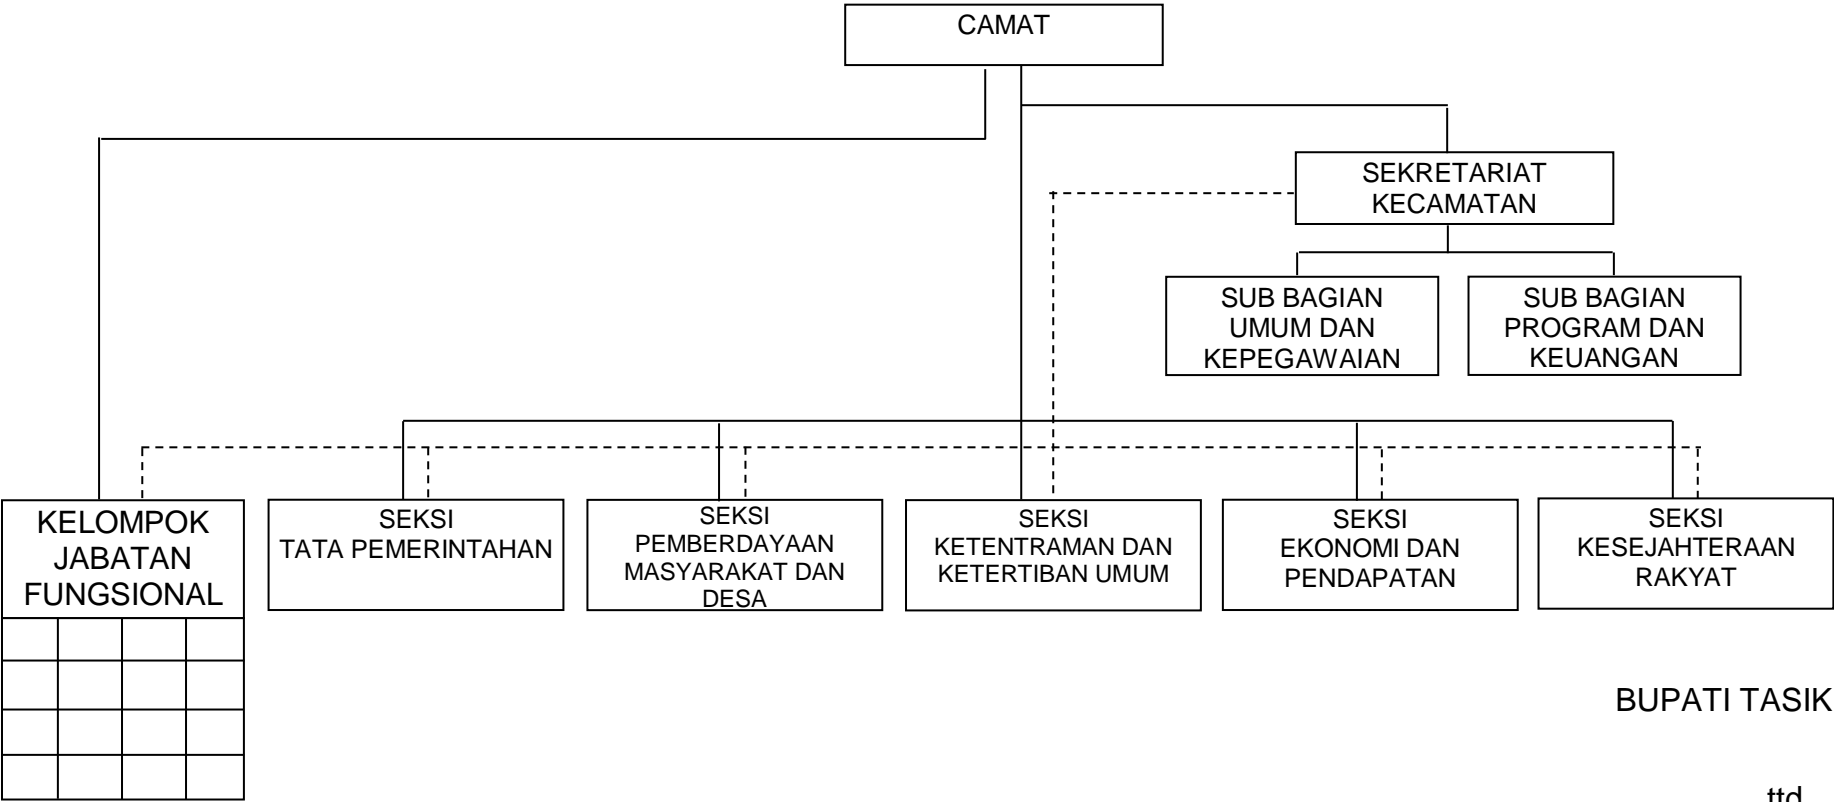 CAMAT
SEKRETARIAT
KECAMATAN
SUB BAGIAN
UMUM DAN
KEPEGAWAIAN
SUB BAGIAN
PROGRAM DAN
KEUANGAN
KELOMPOK
JABATAN
FUNGSIONAL
SEKSI
TATA PEMERINTAHAN
SEKSI
PEMBERDAYAAN
MASYARAKAT DAN
DESA
SEKSI
KETENTRAMAN DAN
KETERTIBAN UMUM
SEKSI
EKONOMI DAN
PENDAPATAN
SEKSI
KESEJAHTERAAN
RAKYAT
BUPATI TASIK
ttd